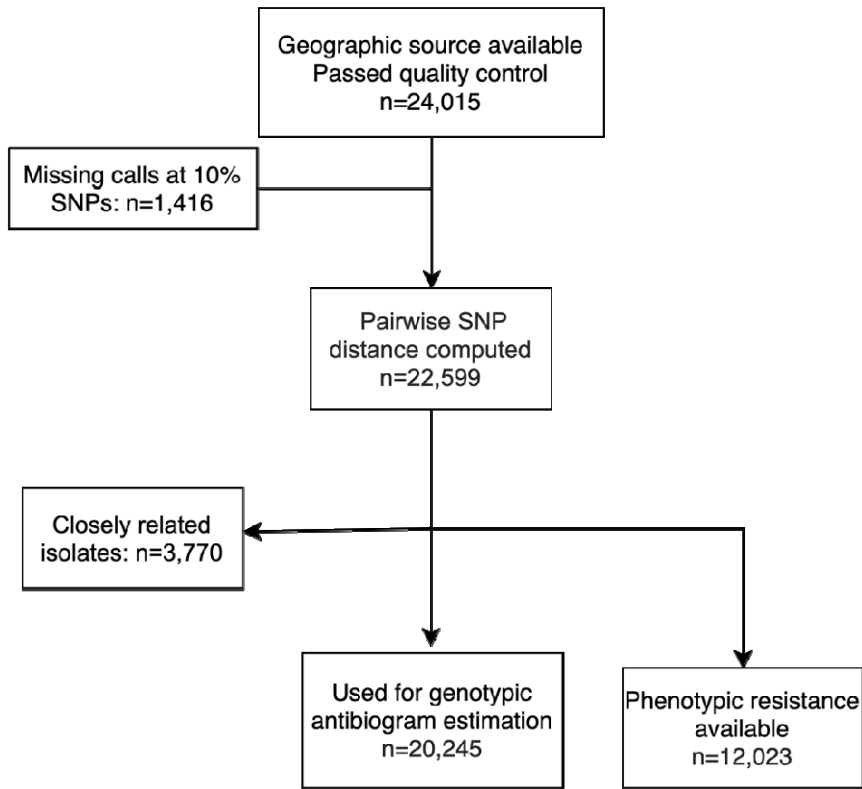 Geographic source available
Passed quality control
n=24,015
Missing calls at 10%
SNPs: n=1,416
Pairwise SNP
distance computed
n=22,599
Closely related
isolates: n=3,770
Used for genotypic
antibiogram estimation
n=20,245
Phenotypic resistance
available
n=12,023